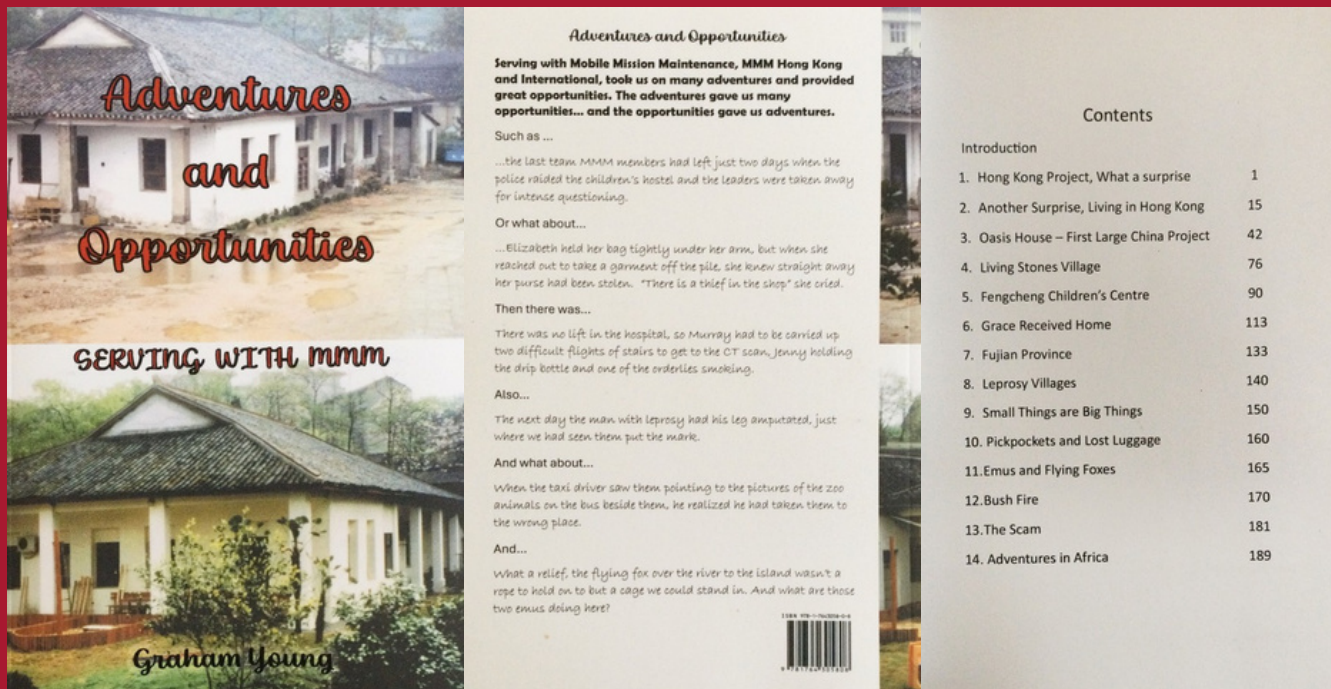 Adventures
and
Opportunities
SERVING WITH MMM
Graham Young
Adventures and Opportunities
Serving with Mobile Mission Maintenance, MMM Hong Kong
and International, took us on many adventures and provided
great opportunities. The adventures gave us many
opportunities... and the opportunities gave us adventures.
Such as ...
...the last team MMM members had left just two days when the
police raided the children's hostel and the leaders were taken away
for intense questioning.
Or what about...
...Elizabeth held her bag tightly under her arm, but when she
reached out to take a garment off the pile, she knew straight away
her purse had been stolen. "There is a thief in the shop" she cried.
Then there was...
There was no lift in the hospital, so Murray had to be carried up
two difficult flights of stairs to get to the CT scan, Jenny holding
the drip bottle and one of the orderlies smoking.
Also...
The next day the man with leprosy had his leg amputated, just
where we had seen them put the mark.
And what about...
When the taxi driver saw them pointing to the pictures of the zoo
animals on the bus beside them, he realized he had taken them to
the wrong place.
And...
What a relief, the flying fox over the river to the island wasn't a
rope to hold on to but a cage we could stand in. And what are those
two emus doing here?
Contents
Introduction
1. Hong Kong Project, What a surprise 1
2. Another Surprise, Living in Hong Kong 15
3. Oasis House – First Large China Project 42
4. Living Stones Village 76
5. Fengcheng Children's Centre 90
6. Grace Received Home 113
7. Fujian Province 133
8. Leprosy Villages 140
9. Small Things are Big Things 150
10. Pickpockets and Lost Luggage 160
11.Emus and Flying Foxes 165
12.Bush Fire 170
13.The Scam 181
14. Adventures in Africa 189